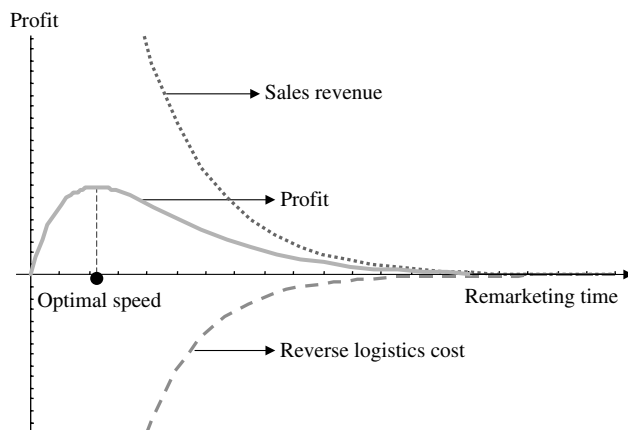 Profit
Sales revenue
Profit
Optimal speed
Remarketing time
Reverse logistics cost